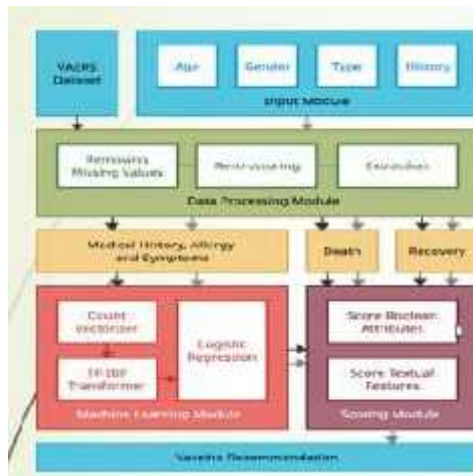 VAERS
Dataset
Age
Gender
Type
History
Input Module
Removing
Missing Values
Data Processing Module
Medical History, Allergy
and Symptoms
Death
Recovery
Count
Vectorizer
TF-IDF
Transformer
Logistic
Regression
Machine Learning Module
Score Boolean
Attributes
Score Textual
Features
Scoring Module
Vaccine Recommendation